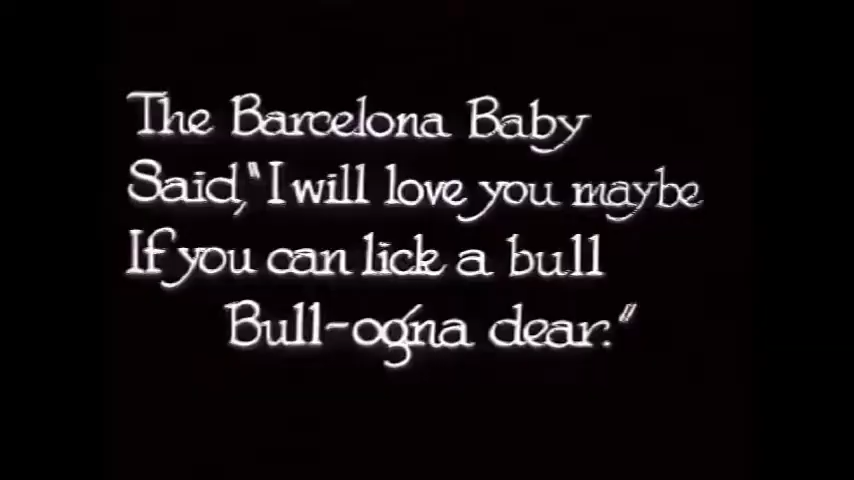 The Barcelona Baby
Said, "I will love you maybe
If you can lick a bull
Bull-ogna dear."